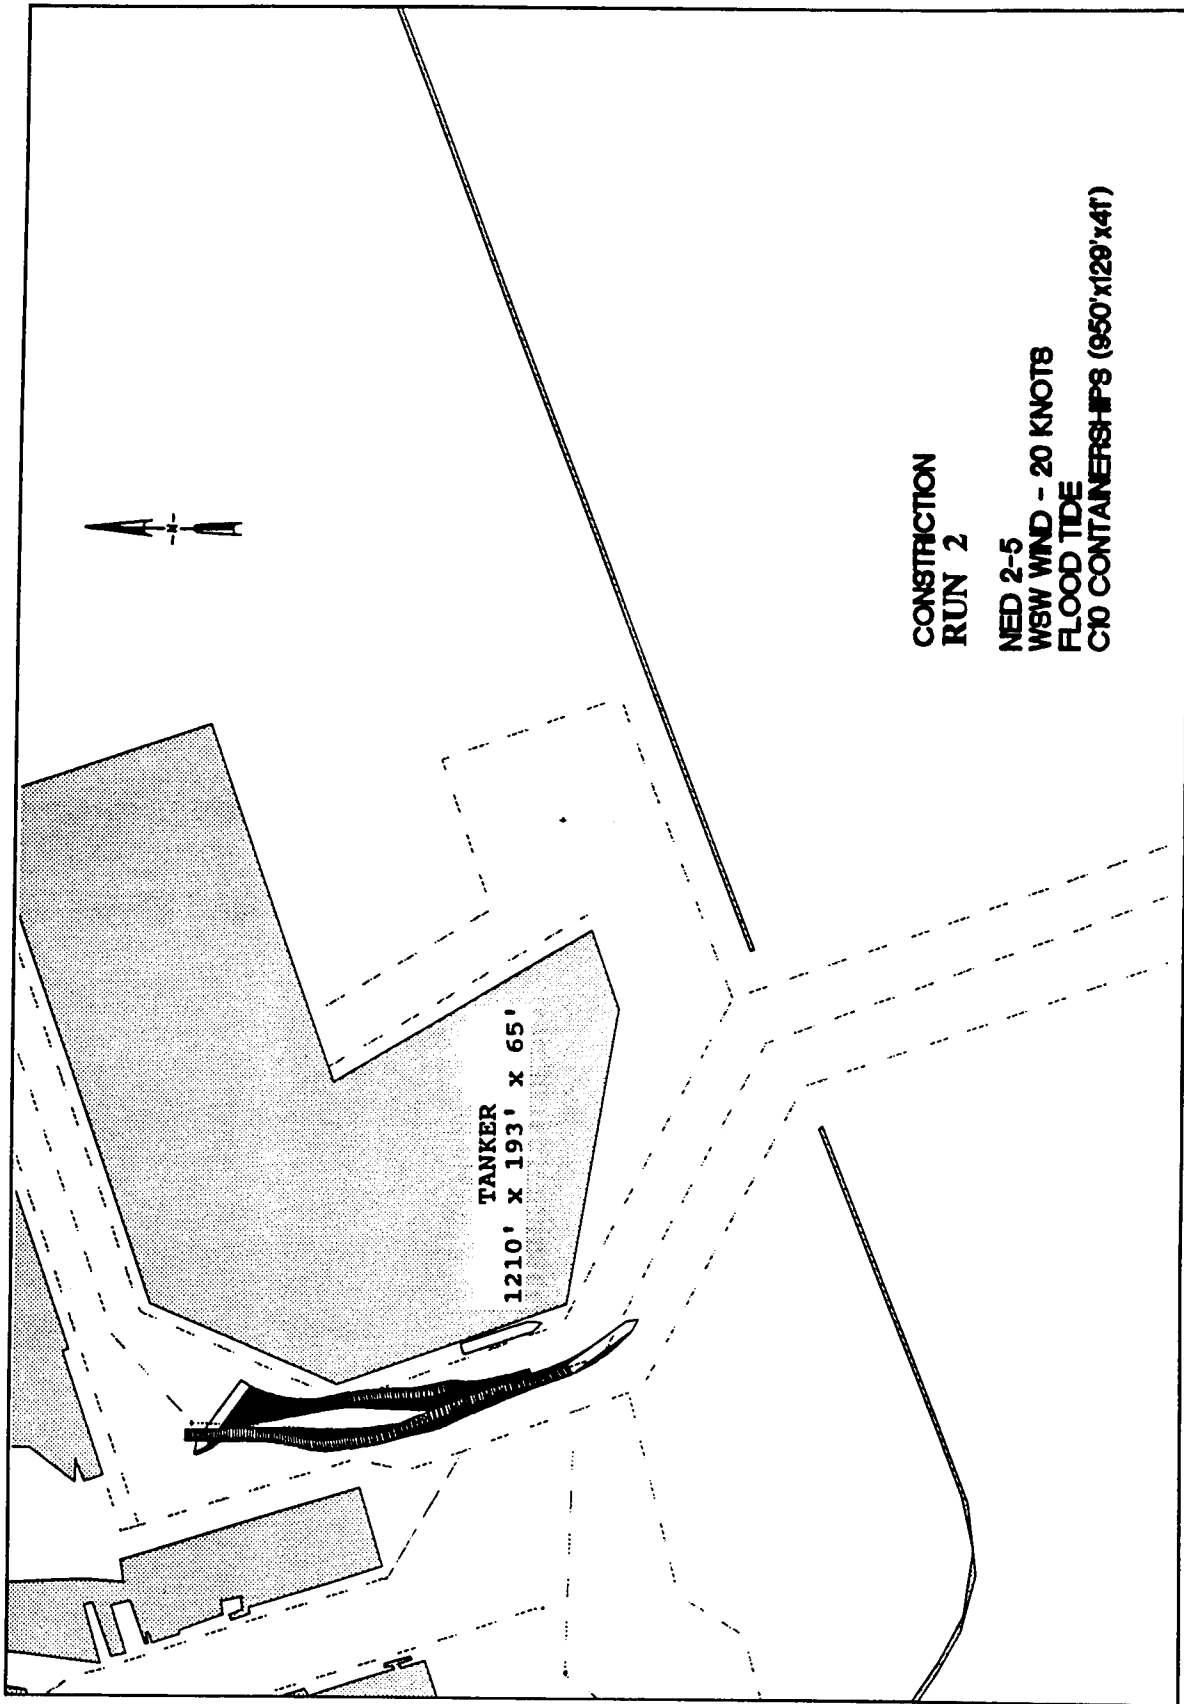 -N-
TANKER
1210' x 193' x 65'
CONSTRICTION
RUN 2
NED 2-5
WSW WIND - 20 KNOTS
FLOOD TIDE
C10 CONTAINERSHIPS (950'x129'x41')